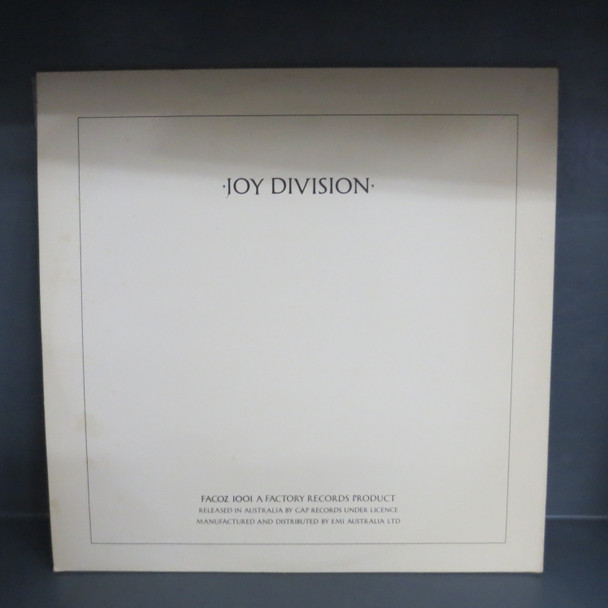 ·JOY DIVISION·
FACOZ 1001 A FACTORY RECORDS PRODUCT
RELEASED IN AUSTRALIA BY GAP RECORDS UNDER LICENCE
MANUFACTURED AND DISTRIBUTED BY EMI AUSTRALIA LTD